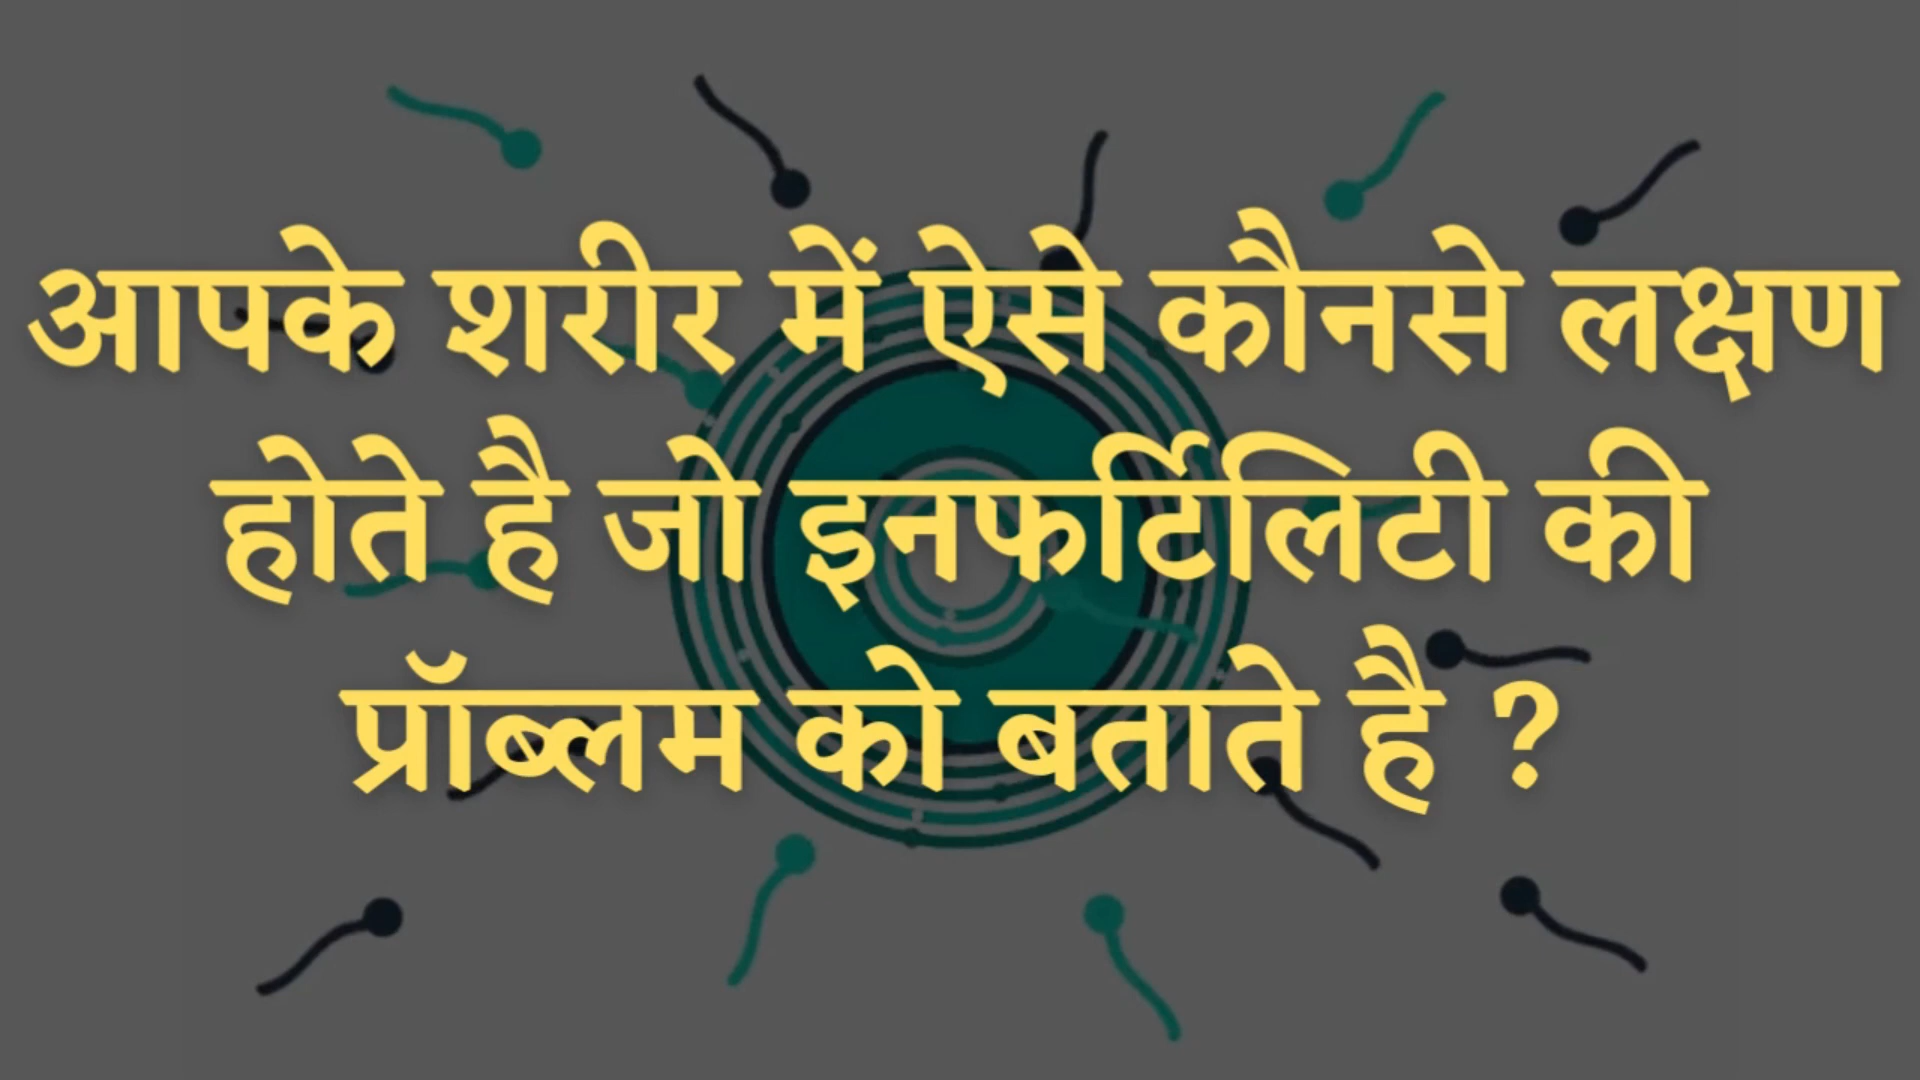 आपके शरीर में ऐसे कौनसे लक्षण
होते है जो इनफर्टिलिटी की
प्रॉब्लम को बताते है ?